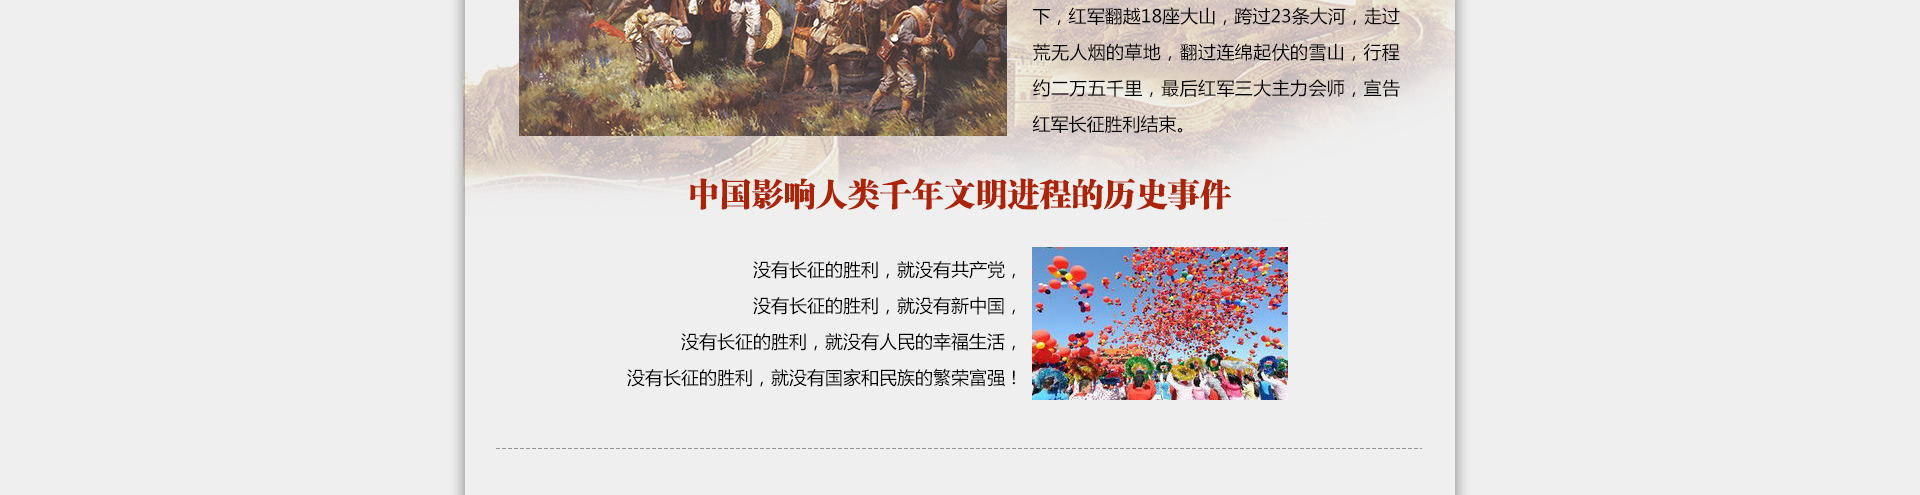 下，红军翻越18座大山，跨过23条大河，走过
荒无人烟的草地，翻过连绵起伏的雪山，行程
约二万五千里，最后红军三大主力会师，宣告
红军长征胜利结束。
中国影响人类千年文明进程的历史事件
没有长征的胜利，就没有共产党，
没有长征的胜利，就没有新中国，
没有长征的胜利，就没有人民的幸福生活，
没有长征的胜利，就没有国家和民族的繁荣富强！